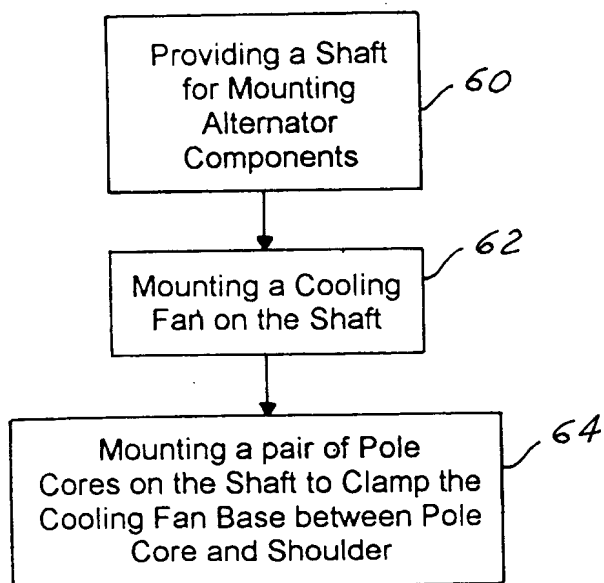 Providing a Shaft
for Mounting
Alternator
Components
60
Mounting a Cooling
Fan on the Shaft
62
Mounting a pair of Pole
Cores on the Shaft to Clamp the
Cooling Fan Base between Pole
Core and Shoulder
64